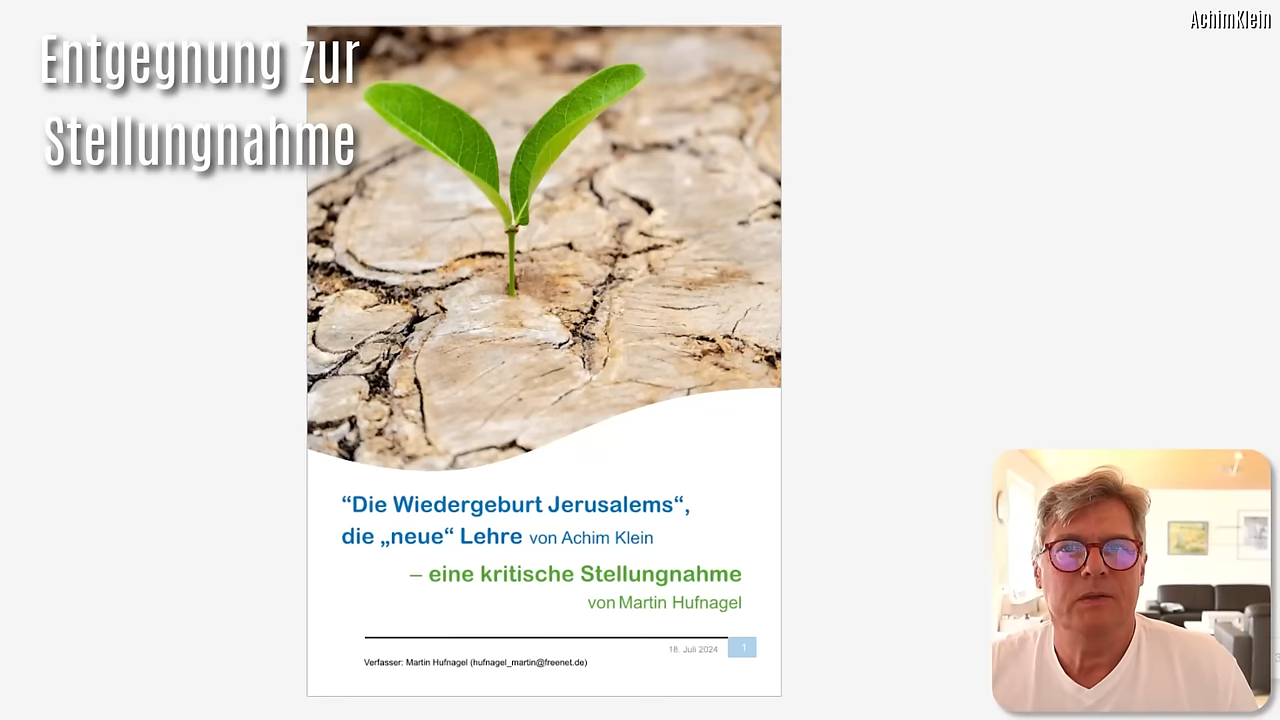 AchimKlein
Entgegnung zur
Stellungnahme
“Die Wiedergeburt Jerusalems“,
die „neue“ Lehre von Achim Klein
– eine kritische Stellungnahme
von Martin Hufnagel
18. Juli 2024 1
Verfasser: Martin Hufnagel (hufnagel_martin@freenet.de)